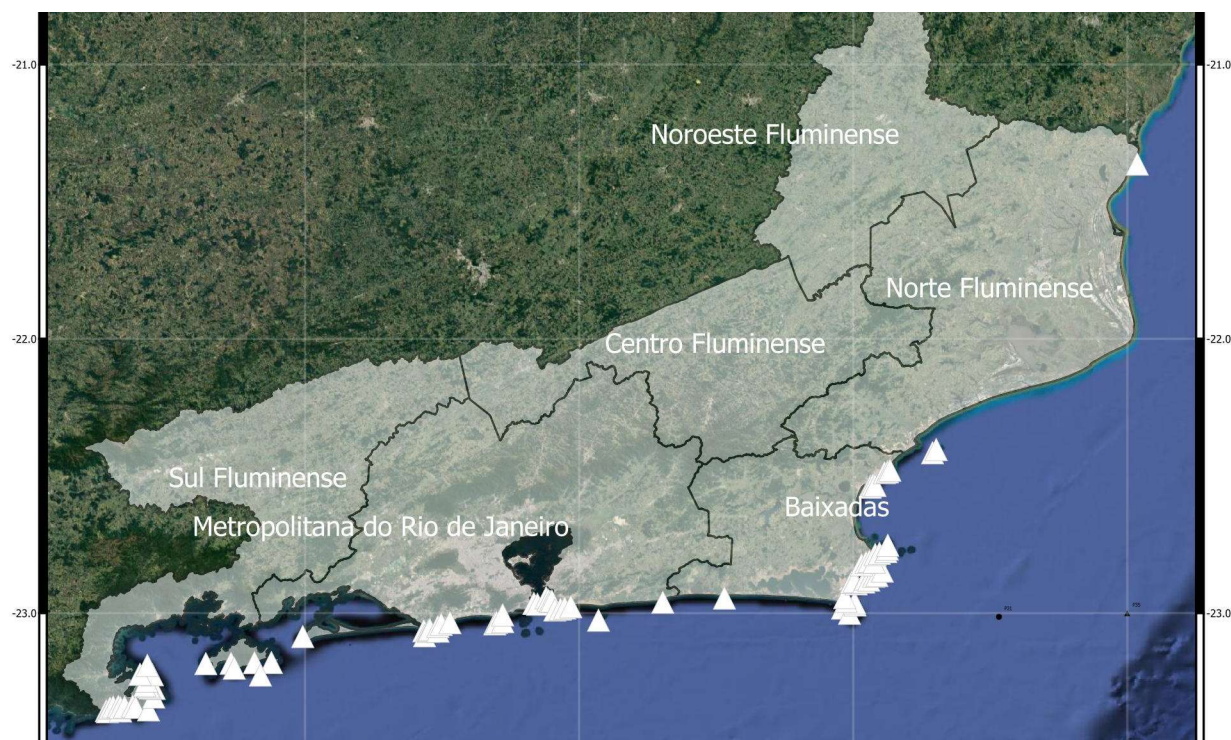 -21.0 -21.0
Noroeste Fluminense
Norte Fluminense
-22.0 -22.0
Centro Fluminense
Sul Fluminense
Baixadas
Metropolitana do Rio de Janeiro
-23.0 -23.0